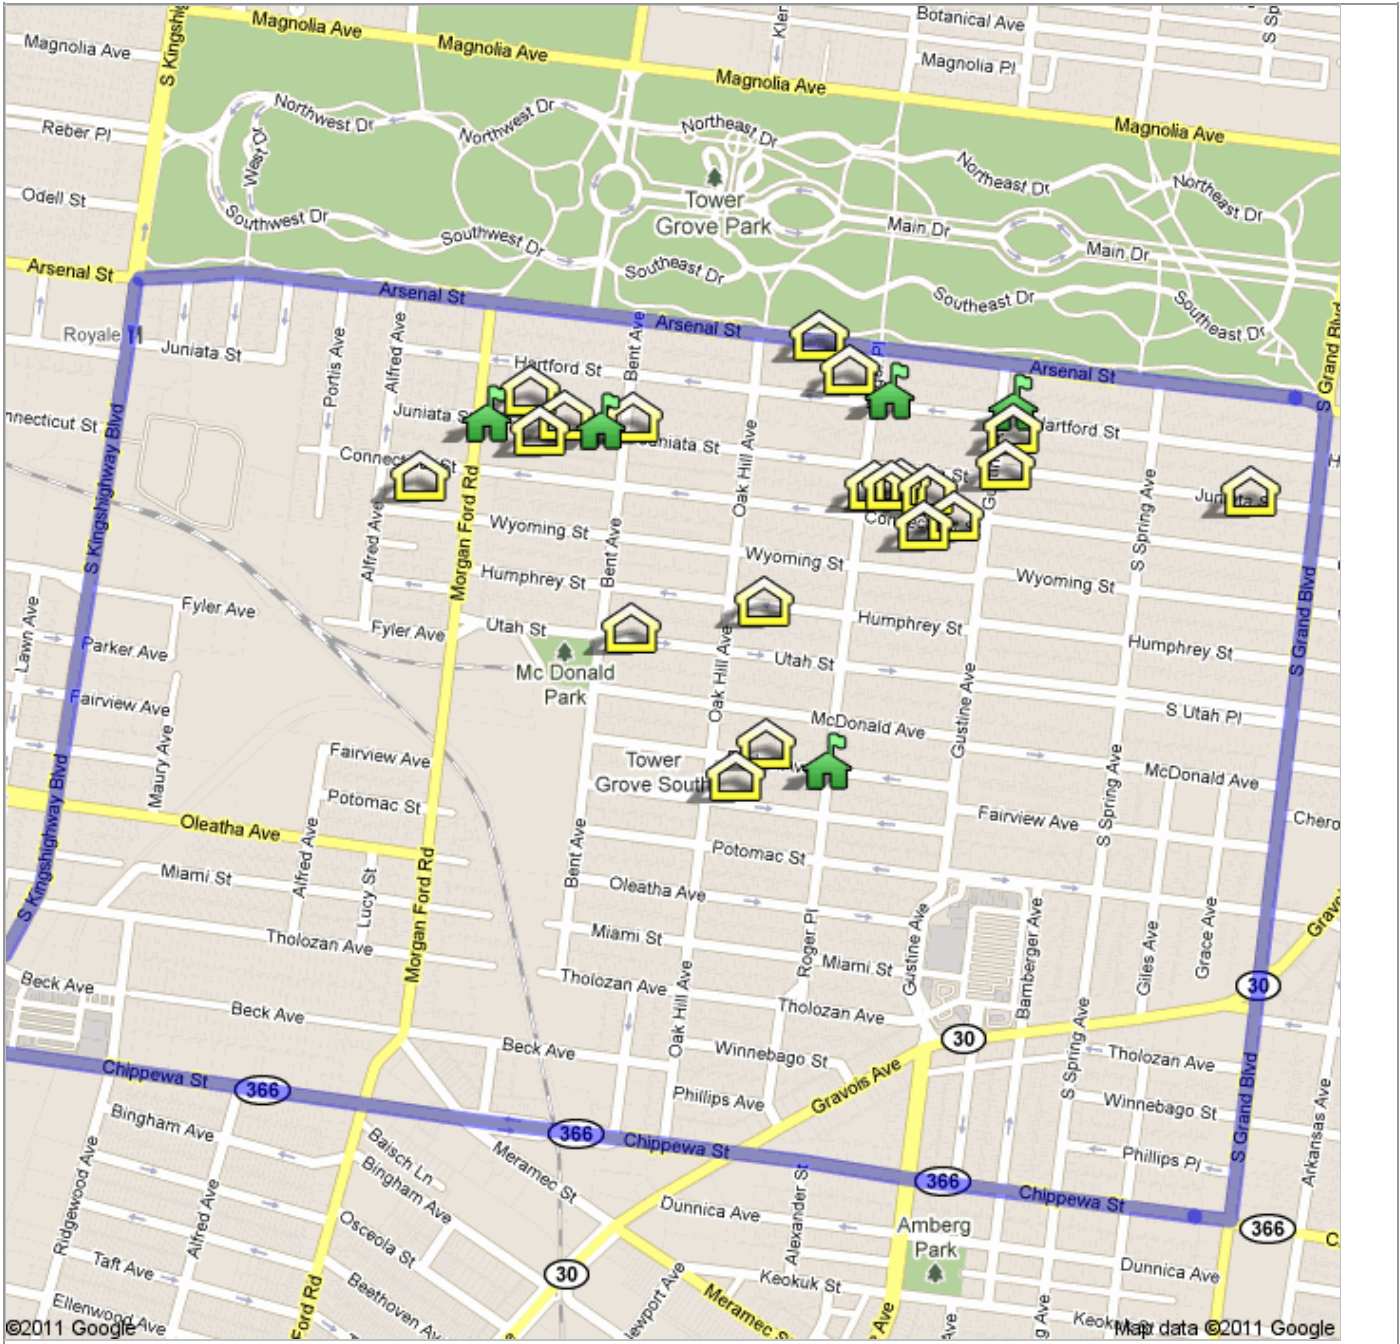 Botanical Ave
Magnolia Ave
Magnolia Ave
Magnolia Ave
Magnolia Pl
Magnolia Ave
Magnolia Ave
Northwest Dr
Northwest Dr
Northeast Dr
Reber Pl
West Dr
Northeast Dr
Northeast Dr
Odell St
Tower
Grove Park
Southwest Dr
Southwest Dr
Main Dr
Main Dr
Arsenal St
Southeast Dr
Southeast Dr
Southeast Dr
Arsenal St
Arsenal St
Arsenal St
S Grand Blvd
Juniata St
Portis Ave
Alfred Ave
Bent Ave
Hartford St
Hartford St
Juniata St
Wyoming St
Wyoming St
Wyoming St
Oak Hill Ave
S Spring Ave
S Kingshighway Blvd
Morgan Ford Rd
Alfred Ave
Bent Ave
Humphrey St
Humphrey St
Humphrey St
Fyler Ave
Fyler Ave
Utah St
Utah St
S Utah Pl
Lawn Ave
Parker Ave
Fairview Ave
Maury Ave
Mc Donald
Park
Oak Hill Ave
McDonald Ave
McDonald Ave
Gustine Ave
S Spring Ave
S Grand Blvd
Fairview Ave
Potomac St
Tower
Grove South
Fairview Ave
S Kingshighway Blvd
Oleatha Ave
Miami St
Alfred Ave
Lucy St
Morgan Ford Rd
Bent Ave
Potomac St
Oleatha Ave
Miami St
Miami St
Tholozan Ave
Tholozan Ave
Tholozan Ave
Roger Pl
Gustine Ave
Bamberger Ave
Giles Ave
Grace Ave
Beck Ave
Beck Ave
Beck Ave
Oak Hill Ave
Winnebago St
Phillips Ave
Gravois Ave
30
30
S Spring Ave
Tholozan Ave
Winnebago St
Phillips Pl
S Grand Blvd
Arkansas Ave
Chippewa St
366
366
Chippewa St
366
Chippewa St
366
Bingham Ave
Baisch Ln
Bingham Ave
Meramec St
Ridgewood Ave
Alfred Ave
Osceola St
Taft Ave
Ellenwood Ave
Beethoven Av
Ford Rd
30
Dunnica Ave
Alexander St
Amberg
Park
Keokuk St
Dunnica Ave
Meramec St
©2011 Google
Map data ©2011 Google